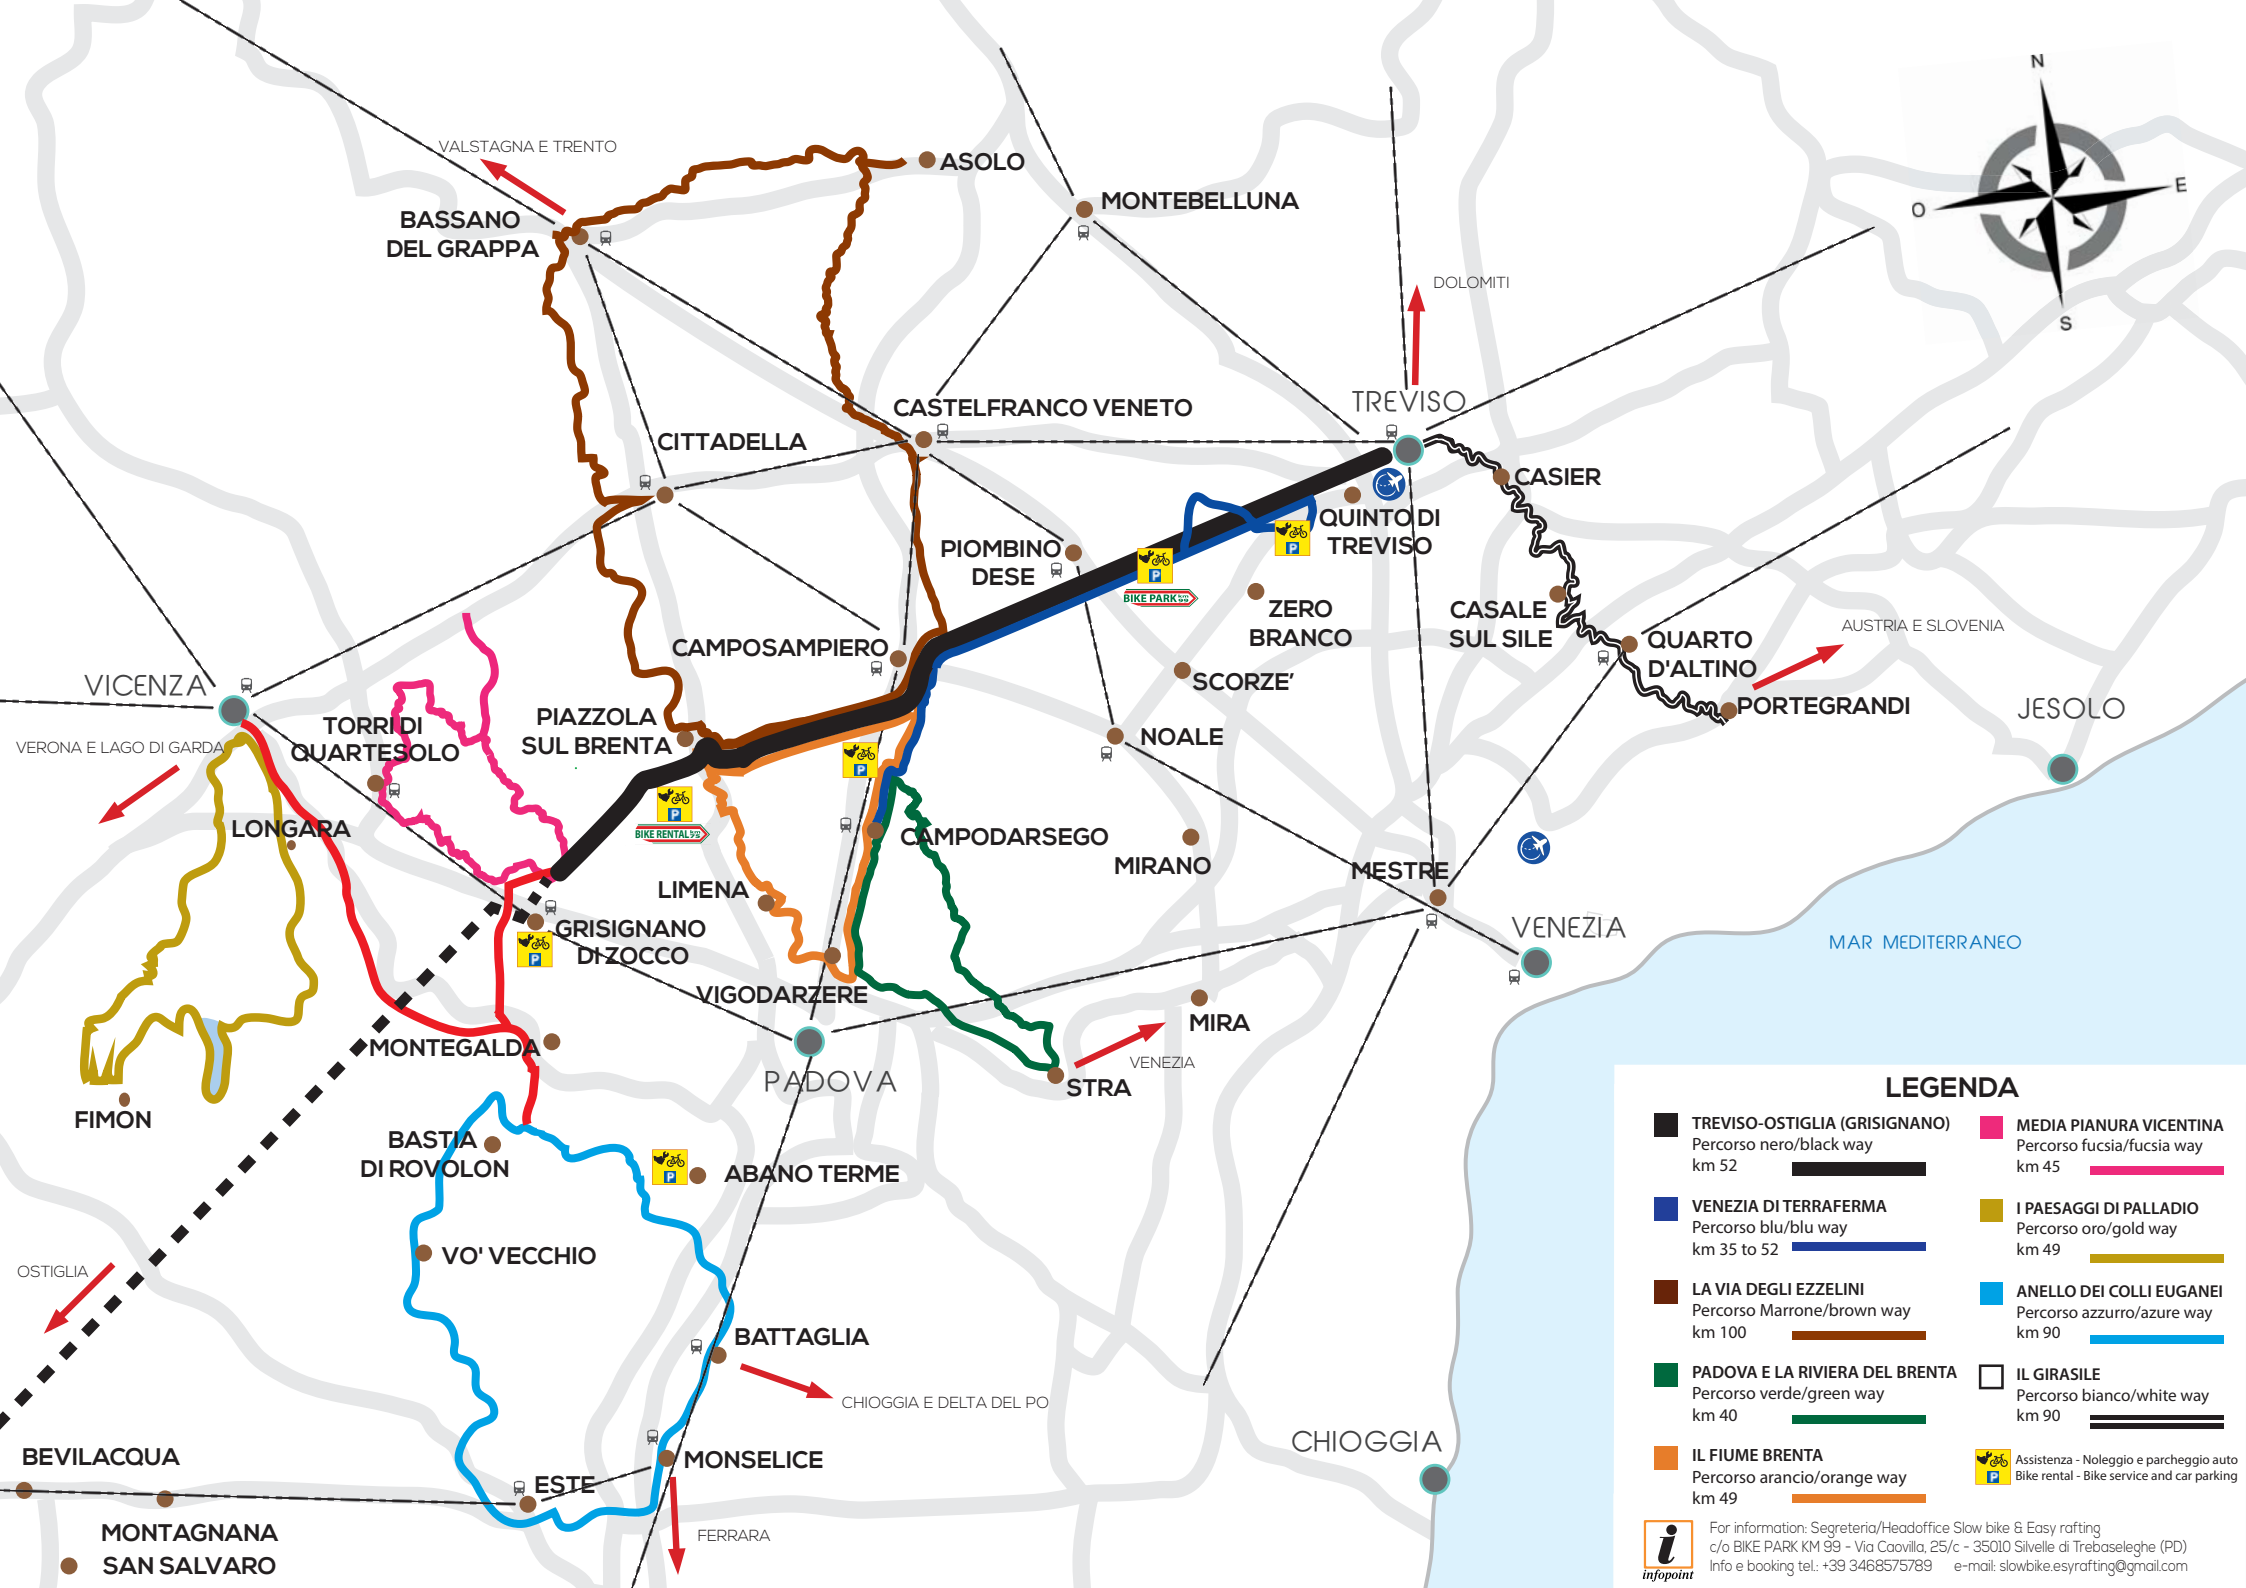 N
E
O
S
VALSTAGNA E TRENTO
ASOLO
BASSANO
DEL GRAPPA
MONTEBELLUNA
DOLOMITI
TREVISO
CASTELFRANCO VENETO
CITTADELLA
CASIER
QUINTO DI
TREVISO
PIOMBINO
DESE
P
P
BIKE PARK km 99
ZERO
BRANCO
CASALE
SUL SILE
AUSTRIA E SLOVENIA
QUARTO
D'ALTINO
CAMPOSAMPIERO
SCORZE'
VICENZA
PORTEGRANDI
JESOLO
TORRI DI
QUARTESOLO
PIAZZOLA
SUL BRENTA
NOALE
VERONA E LAGO DI GARDA
P
P
BIKE RENTAL
LONGARA
CAMPODARSEGO
MIRANO
MESTRE
LIMENA
GRISIGNANO
DI ZOCCO
P
VENEZIA
MAR MEDITERRANEO
VIGODARZERE
MIRA
MONTEGALDA
VENEZIA
PADOVA
STRA
FIMON
BASTIA
DI ROVOLON
P
ABANO TERME
VO' VECCHIO
OSTIGLIA
BATTAGLIA
CHIOGGIA E DELTA DEL PO
CHIOGGIA
BEVILACQUA
MONSELICE
ESTE
MONTAGNANA
SAN SALVARO
FERRARA
LEGENDA
TREVISO-OSTIGLIA (GRISIGNANO)
Percorso nero/black way
km 52
VENEZIA DI TERRAFERMA
Percorso blu/blu way
km 35 to 52
LA VIA DEGLI EZZELINI
Percorso Marrone/brown way
km 100
PADOVA E LA RIVIERA DEL BRENTA
Percorso verde/green way
km 40
IL FIUME BRENTA
Percorso arancio/orange way
km 49
MEDIA PIANURA VICENTINA
Percorso fucsia/fucsia way
km 45
I PAESAGGI DI PALLADIO
Percorso oro/gold way
km 49
ANELLO DEI COLLI EUGANEI
Percorso azzurro/azure way
km 90
IL GIRASILE
Percorso bianco/white way
km 90
P
Assistenza - Noleggio e parcheggio auto
Bike rental - Bike service and car parking
i
infopoint
For information: Segreteria/Headoffice Slow bike & Easy rafting
c/o BIKE PARK KM 99 - Via Caovilla, 25/c - 35010 Silvelle di Trebaseleghe (PD)
Info e booking tel.: +39 3468575789 e-mail: slowbike.esyrafting@gmail.com